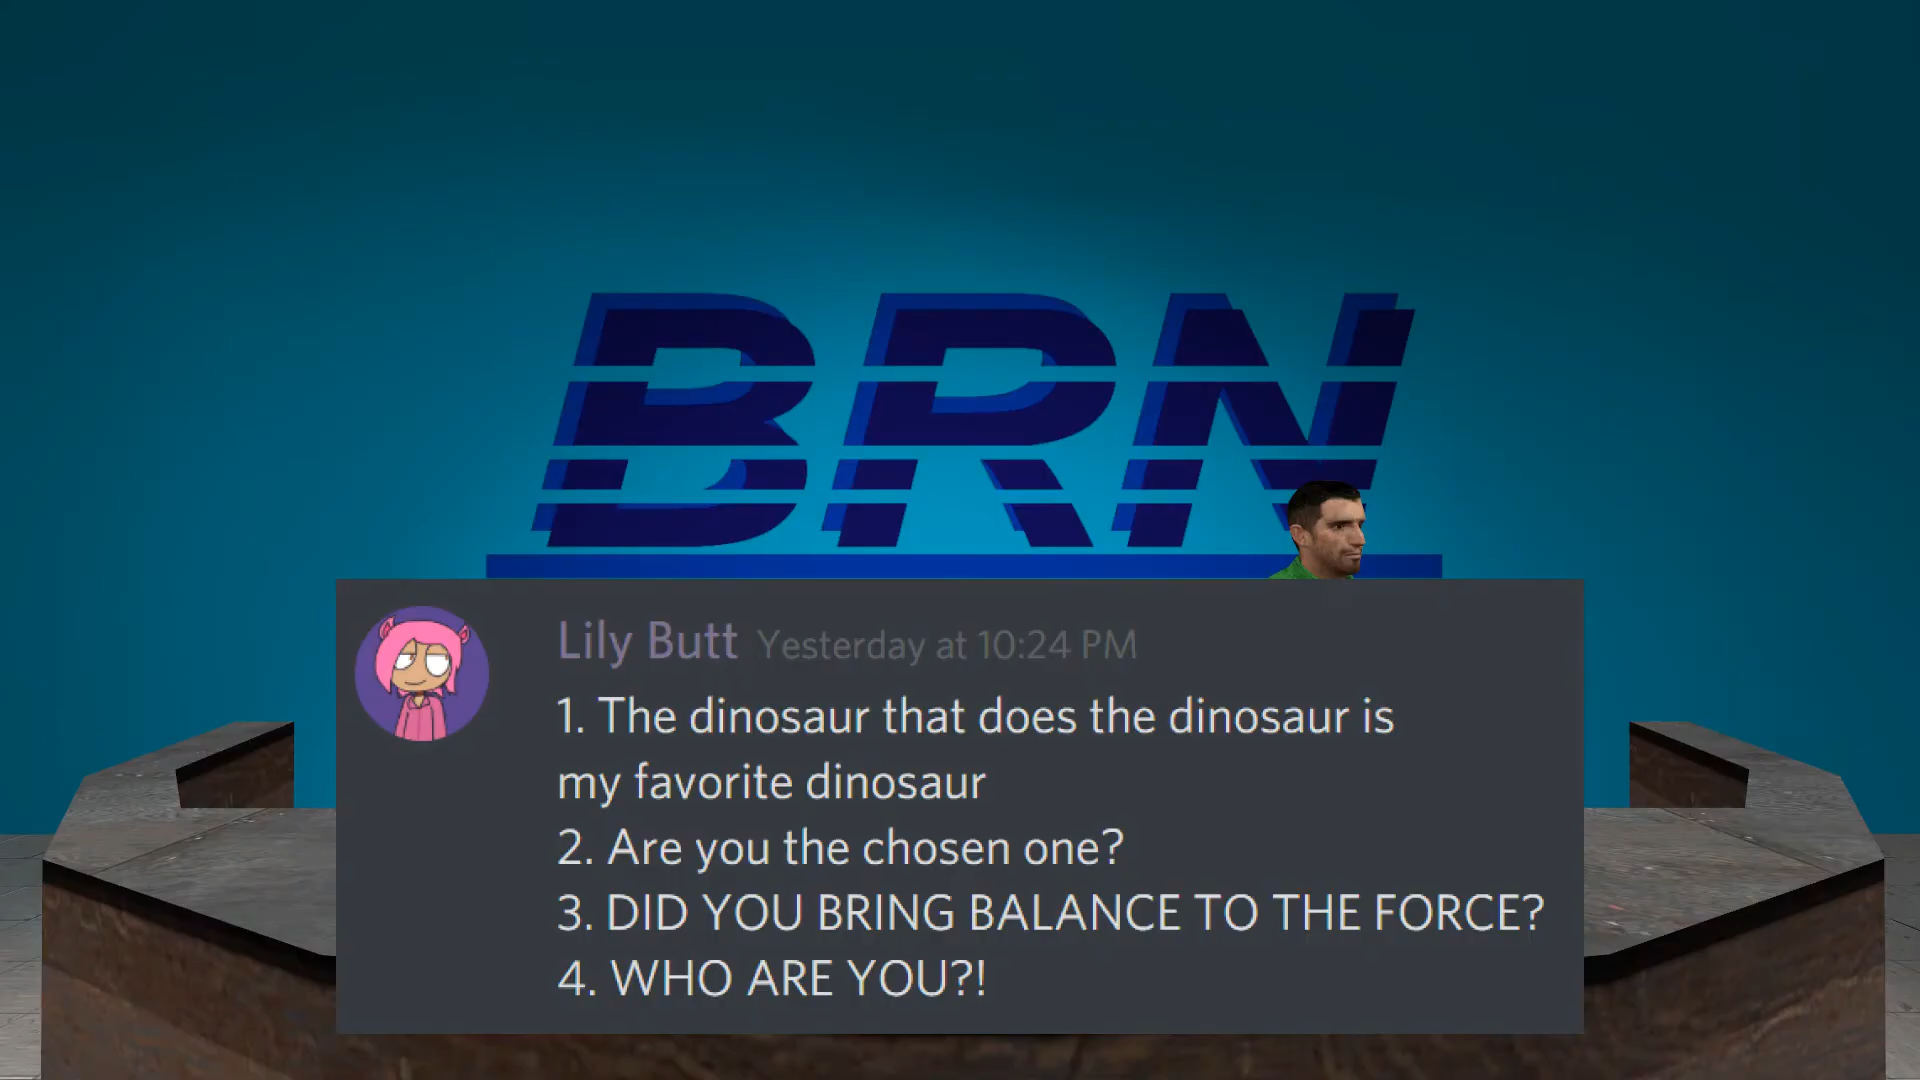 BRN
Lily Butt Yesterday at 10:24 PM
1. The dinosaur that does the dinosaur is
my favorite dinosaur
2. Are you the chosen one?
3. DID YOU BRING BALANCE TO THE FORCE?
4. WHO ARE YOU?!